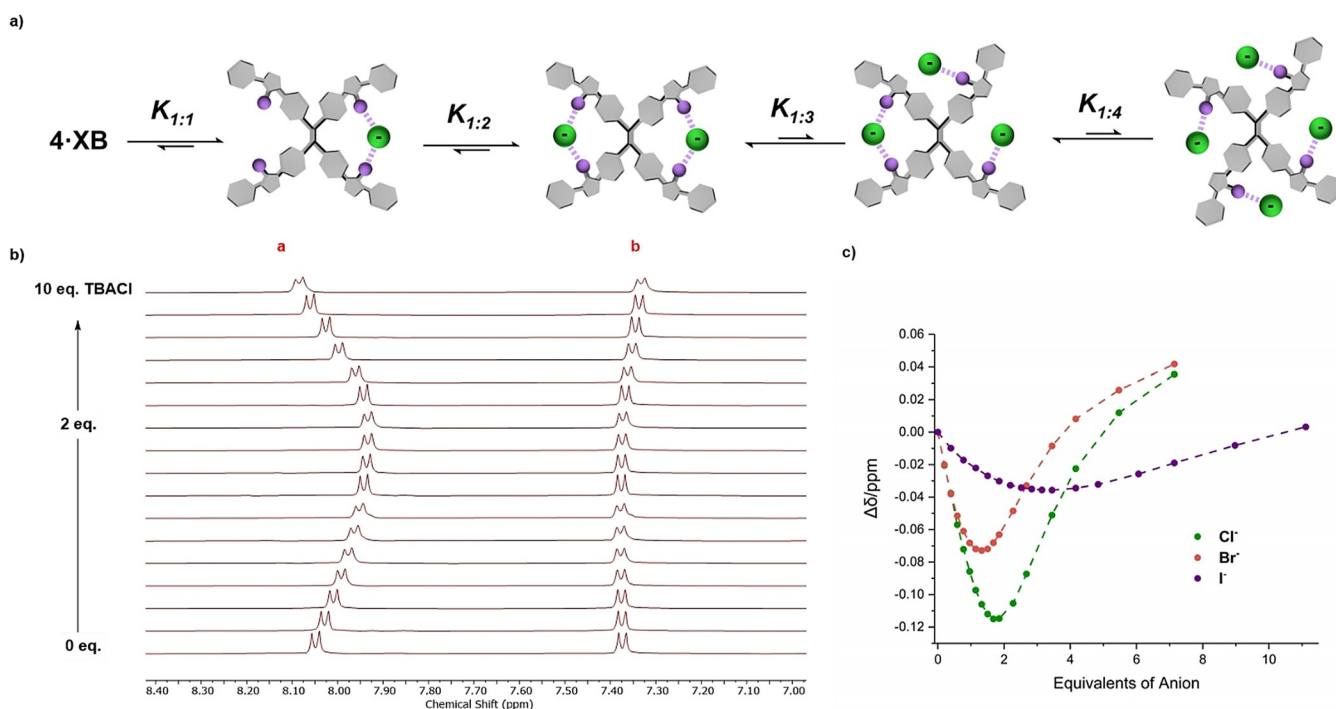 a)
4·XB
K1:1
K1:2
K1:3
K1:4
-
-
-
-
-
-
-
-
-
-
a
b
b)
10 eq. TBACl
2 eq.
0 eq.
8.40 8.30 8.20 8.10 8.00 7.90 7.80 7.70 7.60 7.50 7.40 7.30 7.20 7.10 7.00
Chemical Shift (ppm)
c)
0.06
0.04
0.02
0.00
-0.02
-0.04
-0.06
-0.08
-0.10
-0.12
Δδ/ppm
Cl-
Br-
I-
0 2 4 6 8 10
Equivalents of Anion